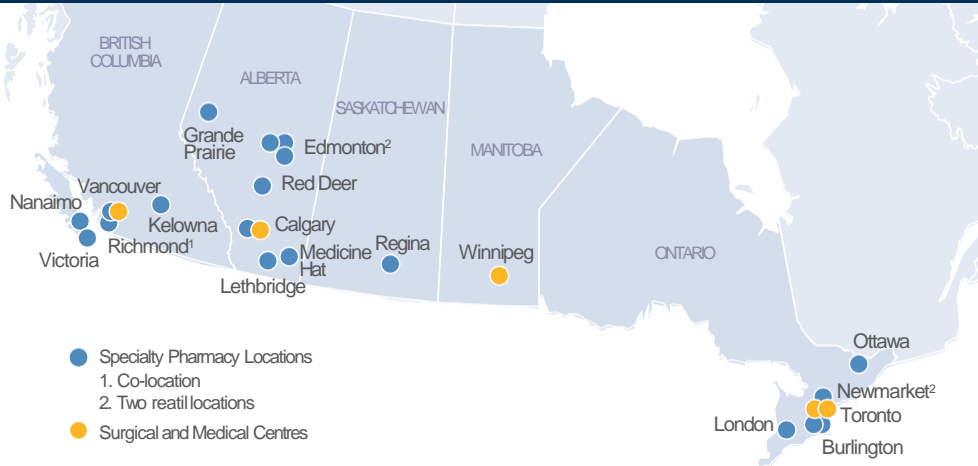 BRITISH
COLUMBIA
ALBERTA
SASKATCHEWAN
MANITOBA
ONTARIO
Grande
Prairie
Edmonton²
Red Deer
Vancouver
Nanaimo
Kelowna
Richmond¹
Victoria
Calgary
Medicine
Hat
Lethbridge
Regina
Winnipeg
Ottawa
Newmarket²
Toronto
London
Burlington
Specialty Pharmacy Locations
1. Co-location
2. Two reatil locations
Surgical and Medical Centres